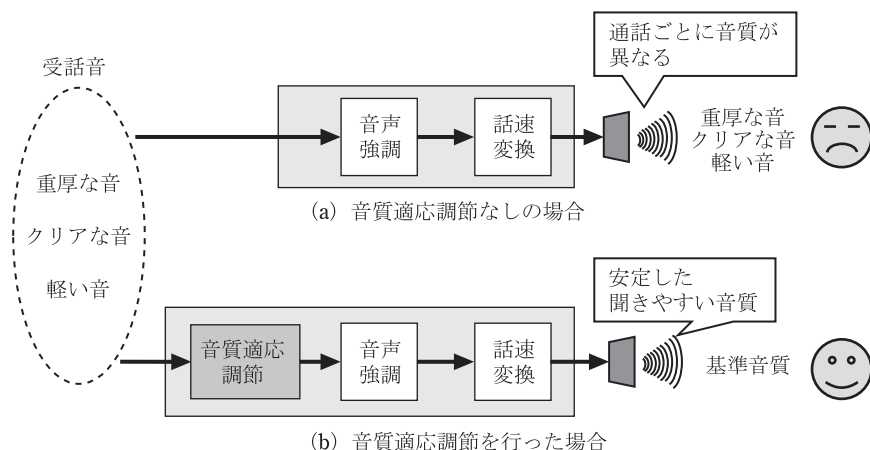 受話音
重厚な音
クリアな音
軽い音
音声
強調
話速
変換
通話ごとに音質が
異なる
重厚な音
クリアな音
軽い音
(a) 音質適応調節なしの場合
音質適応
調節
音声
強調
話速
変換
安定した
聞きやすい音質
基準音質
(b) 音質適応調節を行った場合